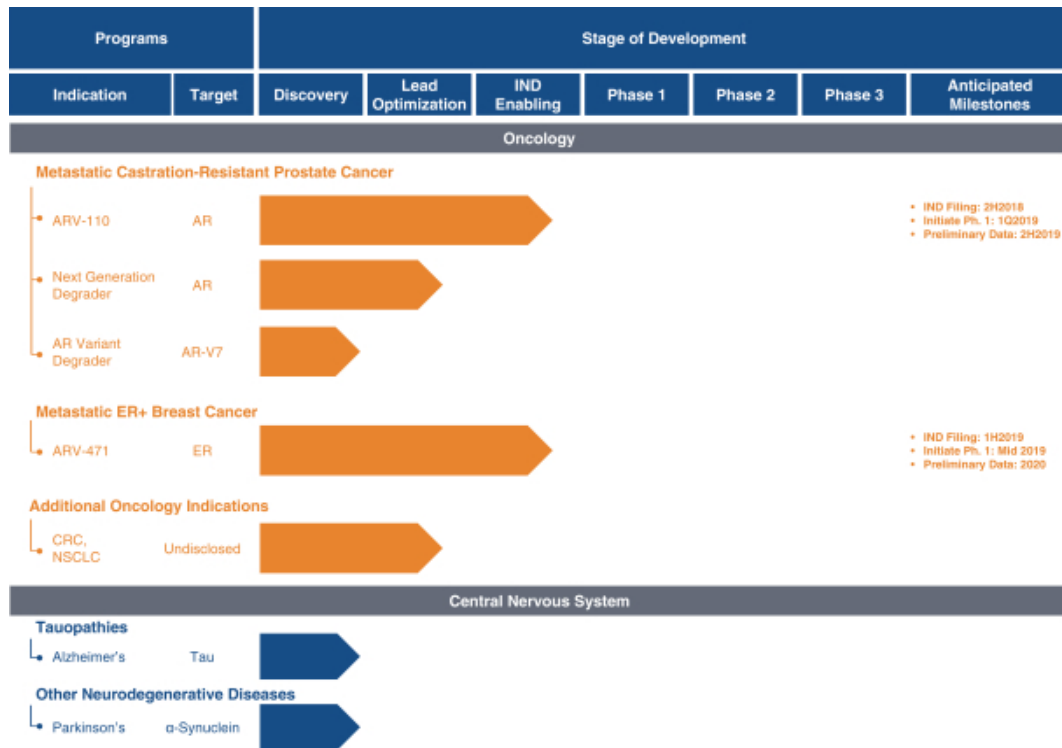 Programs
Stage of Development
Indication
Target
Discovery
Lead
Optimization
IND
Enabling
Phase 1
Phase 2
Phase 3
Anticipated
Milestones
Oncology
Metastatic Castration-Resistant Prostate Cancer
ARV-110
AR
• IND Filing: 2H2018
• Initiate Ph. 1: 1Q2019
• Preliminary Data: 2H2019
Next Generation
Degrader
AR
AR Variant
Degrader
AR-V7
Metastatic ER+ Breast Cancer
ARV-471
ER
• IND Filing: 1H2019
• Initiate Ph. 1: Mid 2019
• Preliminary Data: 2020
Additional Oncology Indications
CRC,
NSCLC
Undisclosed
Central Nervous System
Tauopathies
Alzheimer's
Tau
Other Neurodegenerative Diseases
Parkinson's
α-Synuclein